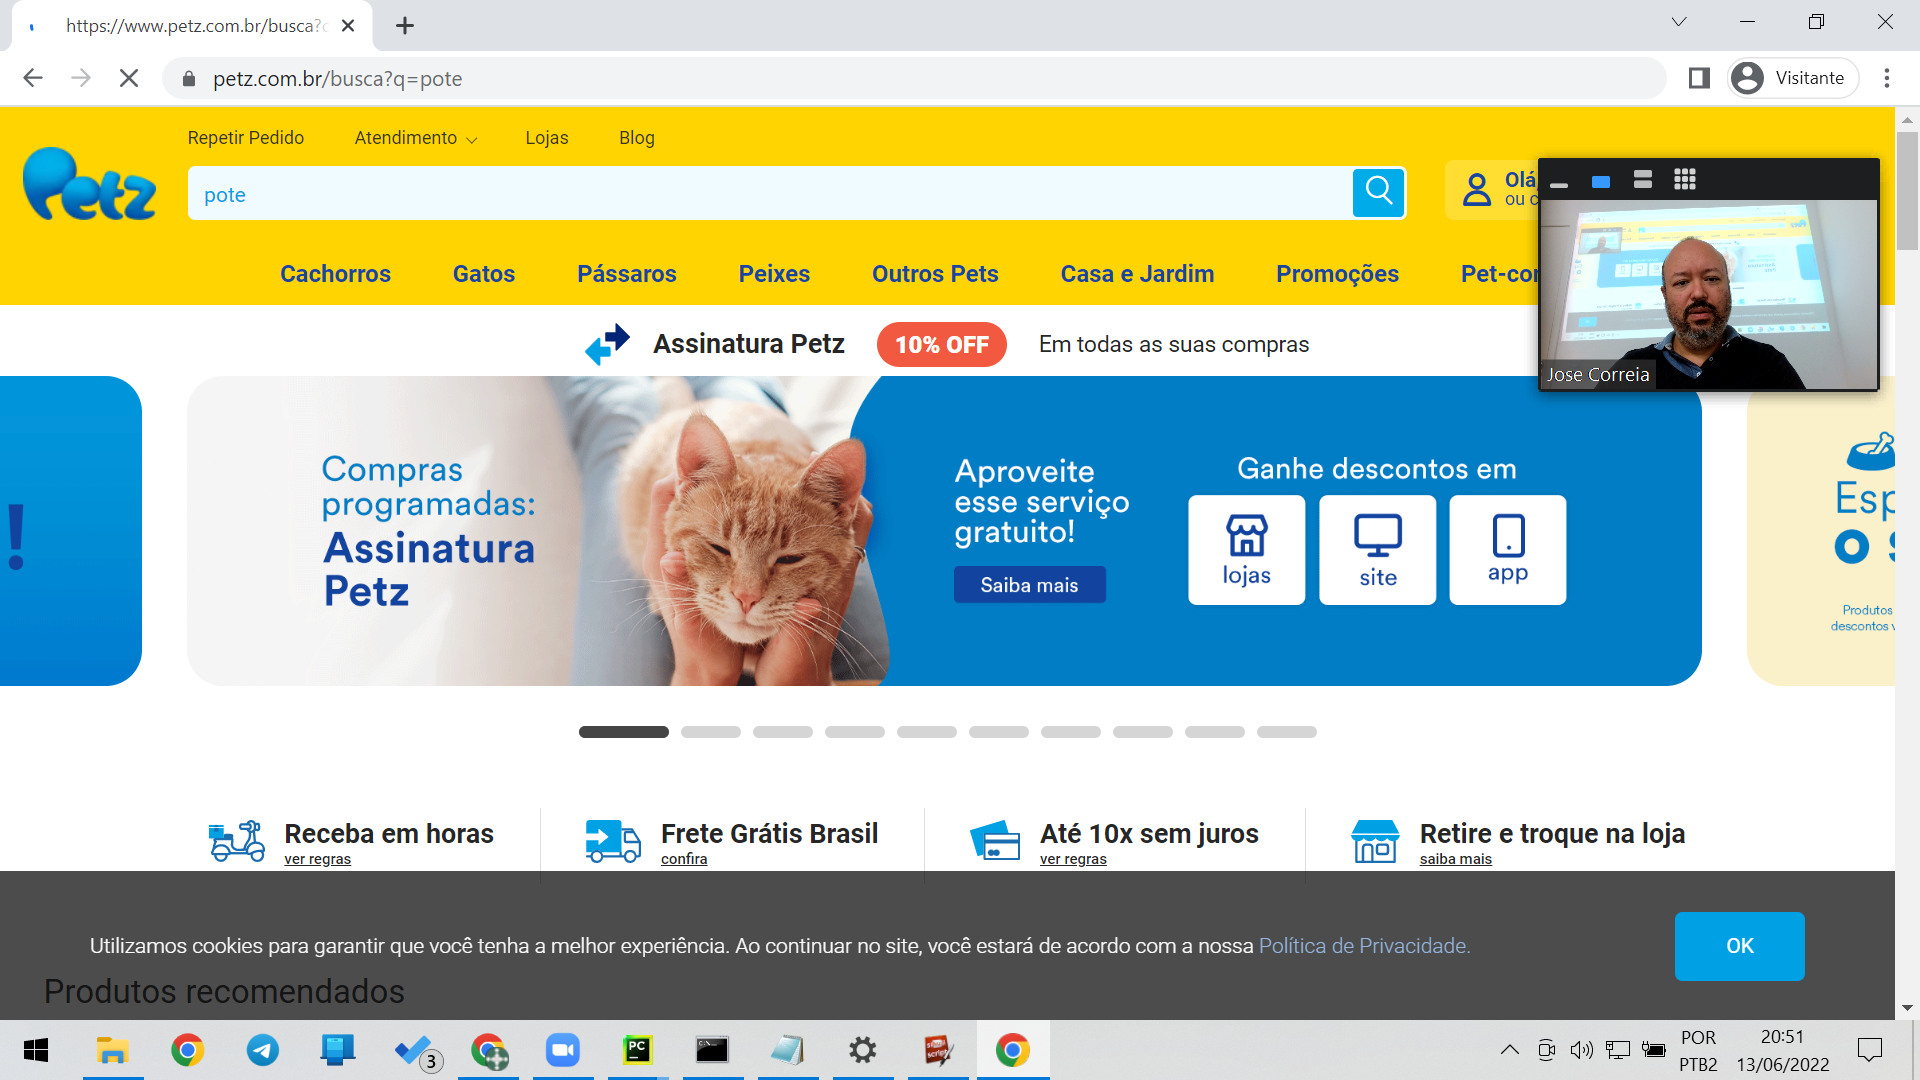 https://www.petz.com.br/busca?
petz.com.br/busca?q=pote
Visitante
Repetir Pedido Atendimento Lojas Blog
Petz
pote
Olá,
ou c
Cachorros Gatos Pássaros Peixes Outros Pets Casa e Jardim Promoções Pet-cor
Jose Correia
Assinatura Petz 10% OFF Em todas as suas compras
!
Compras
programadas:
Assinatura
Petz
Aproveite
esse serviço
gratuito!
Saiba mais
Ganhe descontos em
lojas
site
app
Esp
o s
Produtos
descontos v
Receba em horas
ver regras
Frete Grátis Brasil
confira
Até 10x sem juros
ver regras
Retire e troque na loja
saiba mais
Utilizamos cookies para garantir que você tenha a melhor experiência. Ao continuar no site, você estará de acordo com a nossa Política de Privacidade.
OK
Produtos recomendados
3
PC
POR
PTB2
20:51
13/06/2022